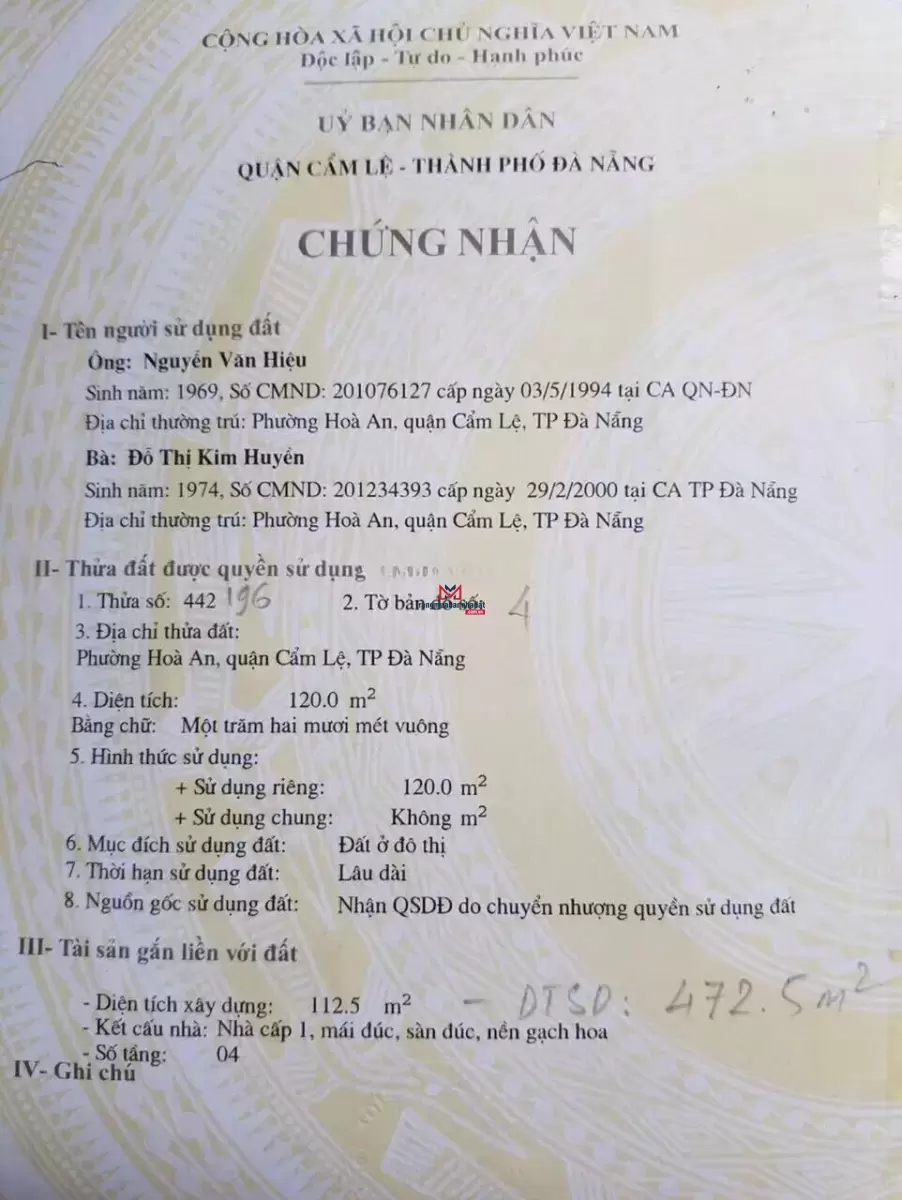 CỘNG HÒA XÃ HỘI CHỦ NGHĨA VIỆT NAM
Độc lập - Tự do - Hạnh phúc
UỶ BAN NHÂN DÂN
QUẬN CẨM LỆ - THÀNH PHỐ ĐÀ NẴNG
CHỨNG NHẬN
I- Tên người sử dụng đất
Ông: Nguyễn Văn Hiệu
Sinh năm: 1969, Số CMND: 201076127 cấp ngày 03/5/1994 tại CA QN-ĐN
Địa chỉ thường trú: Phường Hoà An, quận Cẩm Lệ, TP Đà Nẵng
Bà: Đỗ Thị Kim Huyền
Sinh năm: 1974, Số CMND: 201234393 cấp ngày 29/2/2000 tại CA TP Đà Nẵng
Địa chỉ thường trú: Phường Hoà An, quận Cẩm Lệ, TP Đà Nẵng
II- Thửa đất được quyền sử dụng
1. Thửa số: 442 196 2. Tờ bản đồ số: 4
3. Địa chỉ thửa đất:
Phường Hoà An, quận Cẩm Lệ, TP Đà Nẵng
4. Diện tích: 120.0 m²
Bằng chữ: Một trăm hai mươi mét vuông
5. Hình thức sử dụng:
+ Sử dụng riêng: 120.0 m²
+ Sử dụng chung: Không m²
6. Mục đích sử dụng đất: Đất ở đô thị
7. Thời hạn sử dụng đất: Lâu dài
8. Nguồn gốc sử dụng đất: Nhận QSDĐ do chuyển nhượng quyền sử dụng đất
III- Tài sản gắn liền với đất
- Diện tích xây dựng: 112.5 m² - DTSD: 472.5m²
- Kết cấu nhà: Nhà cấp 1, mái đúc, sàn đúc, nền gạch hoa
- Số tầng: 04
IV- Ghi chú